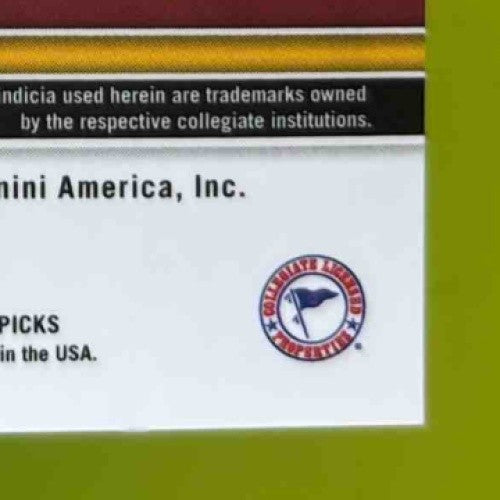 indicia used herein are trademarks owned
by the respective collegiate institutions.
nini America, Inc.
PICKS
in the USA.
COLLEGIATE LICENSED
PROPERTIES